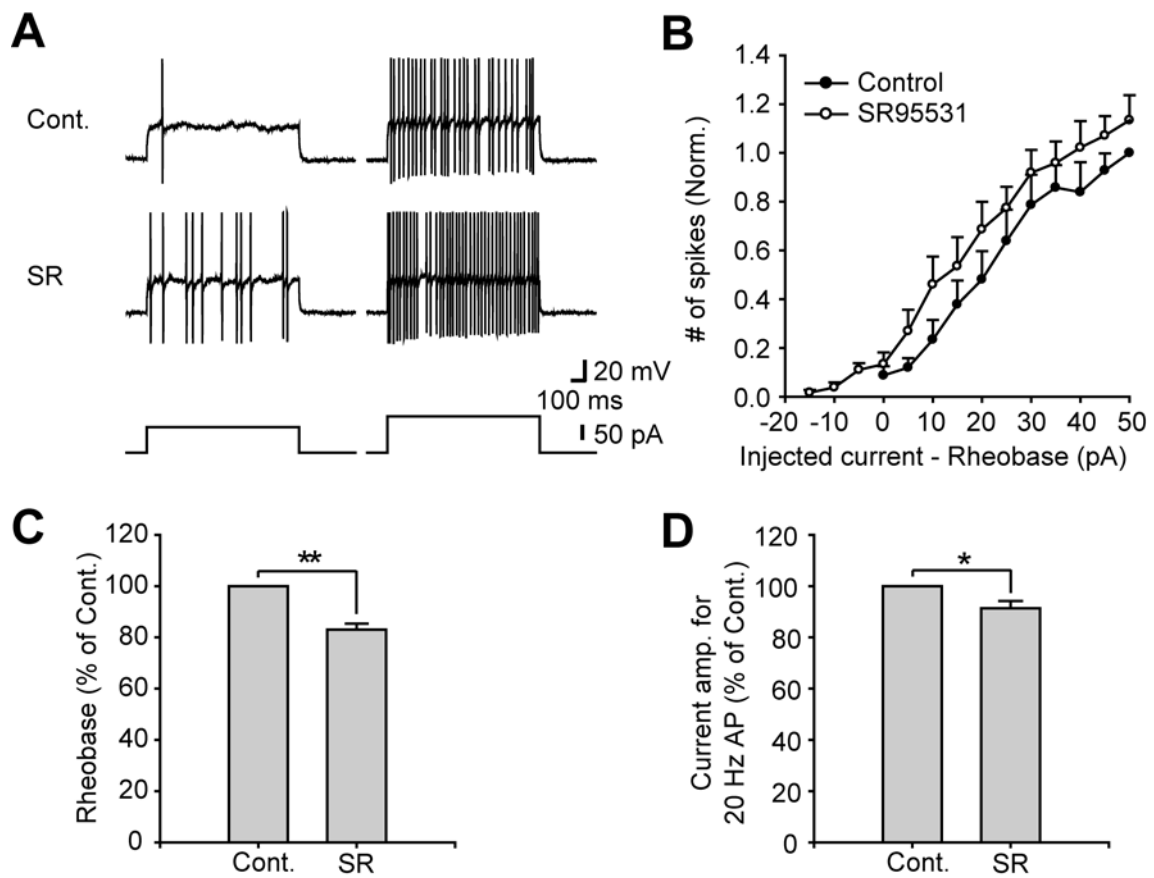 A
Cont.
SR
20 mV
100 ms
50 pA
B
# of spikes (Norm.)
1.4
1.2
1.0
0.8
0.6
0.4
0.2
0.0
Control
SR95531
-20 -10 0 10 20 30 40 50
Injected current - Rheobase (pA)
C
Rheobase (% of Cont.)
120
100
80
60
40
20
0
**
Cont. SR
D
Current amp. for
20 Hz AP (% of Cont.)
120
100
80
60
40
20
0
*
Cont. SR